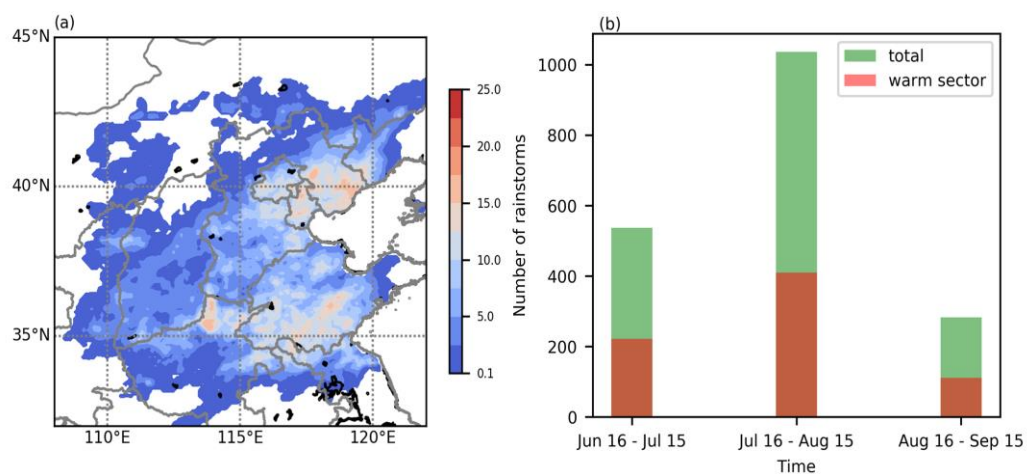 (a)
45°N
40°N
35°N
110°E
115°E
120°E
25.0
20.0
15.0
10.0
5.0
0.1
(b)
Number of rainstorms
1000
800
600
400
200
0
total
warm sector
Jun 16 - Jul 15
Jul 16 - Aug 15
Aug 16 - Sep 15
Time